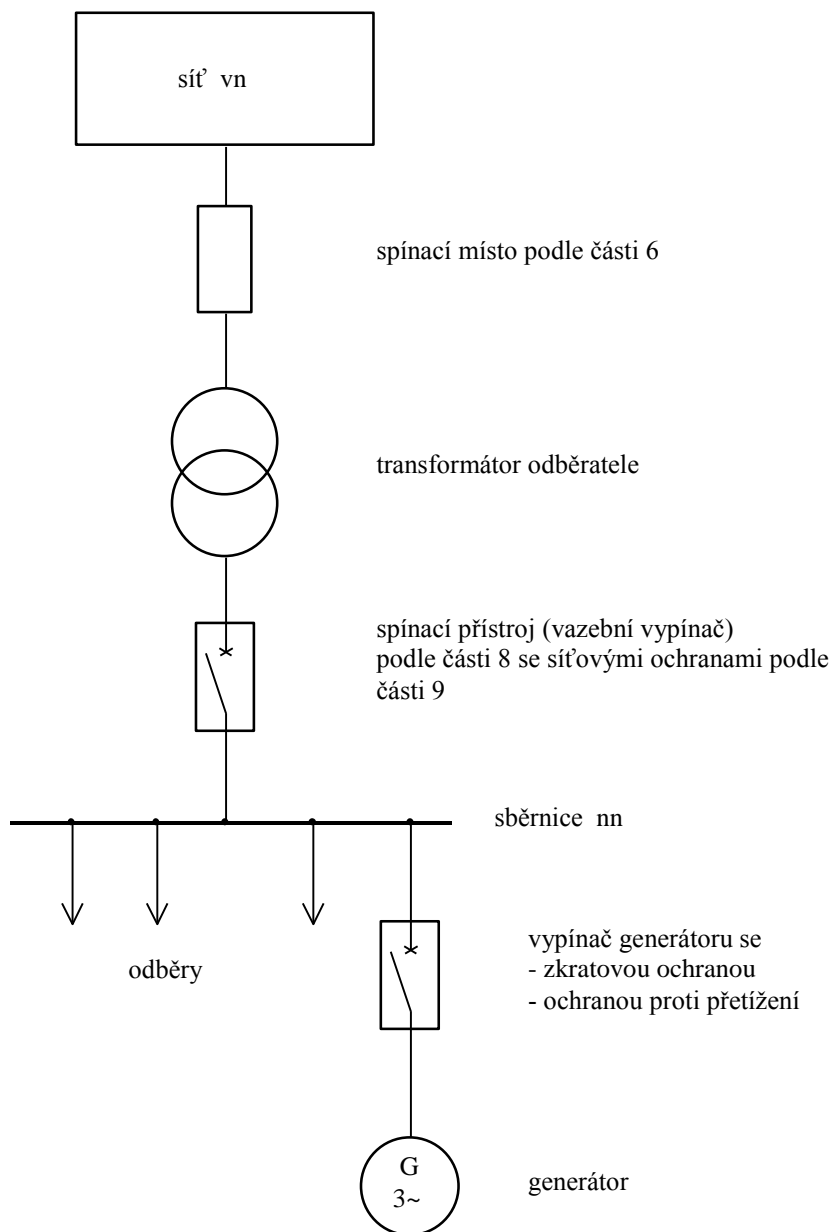 síť vn
spínací místo podle části 6
transformátor odběratele
spínací přístroj (vazební vypínač)
podle části 8 se síťovými ochranami podle
části 9
sběrnice nn
odběry
vypínač generátoru se
- zkratovou ochranou
- ochranou proti přetížení
G
3~
generátor